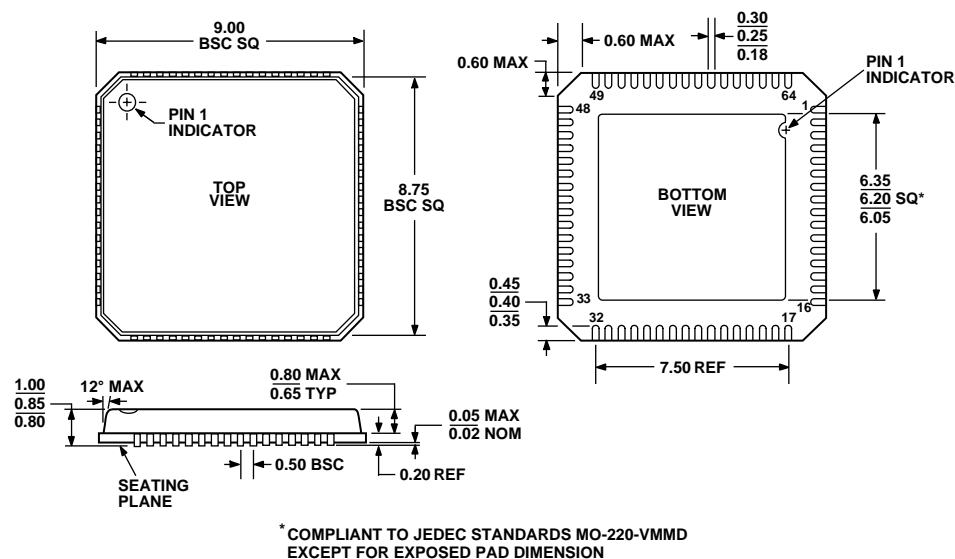 9.00
BSC SQ
PIN 1
INDICATOR
TOP
VIEW
8.75
BSC SQ
0.60 MAX
0.60 MAX
0.30
0.25
0.18
PIN 1
INDICATOR
49
64
48
1
BOTTOM
VIEW
6.35
6.20 SQ*
6.05
0.45
0.40
0.35
33
32
16
17
7.50 REF
1.00
0.85
0.80
12° MAX
0.80 MAX
0.65 TYP
0.05 MAX
0.02 NOM
0.50 BSC
0.20 REF
SEATING
PLANE
*COMPLIANT TO JEDEC STANDARDS MO-220-VMMD
EXCEPT FOR EXPOSED PAD DIMENSION